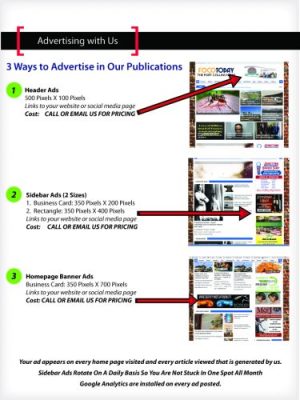 Advertising with Us
3 Ways to Advertise in Our Publications
1
Header Ads
500 Pixels X 100 Pixels
Links to your website or social media page
Cost: CALL OR EMAIL US FOR PRICING
FOOD TODAY
2
Sidebar Ads (2 Sizes)
1. Business Card: 350 Pixels X 200 Pixels
2. Rectangle: 350 Pixels X 400 Pixels
Links to your website or social media page
Cost: CALL OR EMAIL US FOR PRICING
3
Homepage Banner Ads
Business Card: 350 Pixels X 700 Pixels
Links to your website or social media page
Cost: CALL OR EMAIL US FOR PRICING
Your ad appears on every home page visited and every article viewed that is generated by us.
Sidebar Ads Rotate On A Daily Basis So You Are Not Stuck In One Spot All Month
Google Analytics are installed on every ad posted.